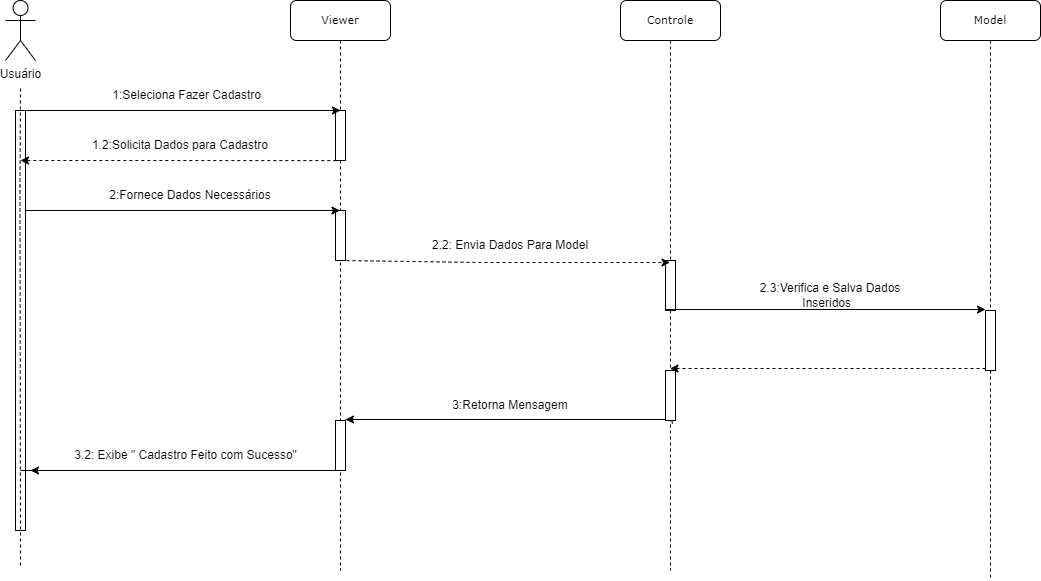 Viewer
Controle
Model
Usuário
1:Seleciona Fazer Cadastro
1.2:Solicita Dados para Cadastro
2:Fornece Dados Necessários
2.2: Envia Dados Para Model
2.3:Verifica e Salva Dados
Inseridos
3:Retorna Mensagem
3.2: Exibe " Cadastro Feito com Sucesso"